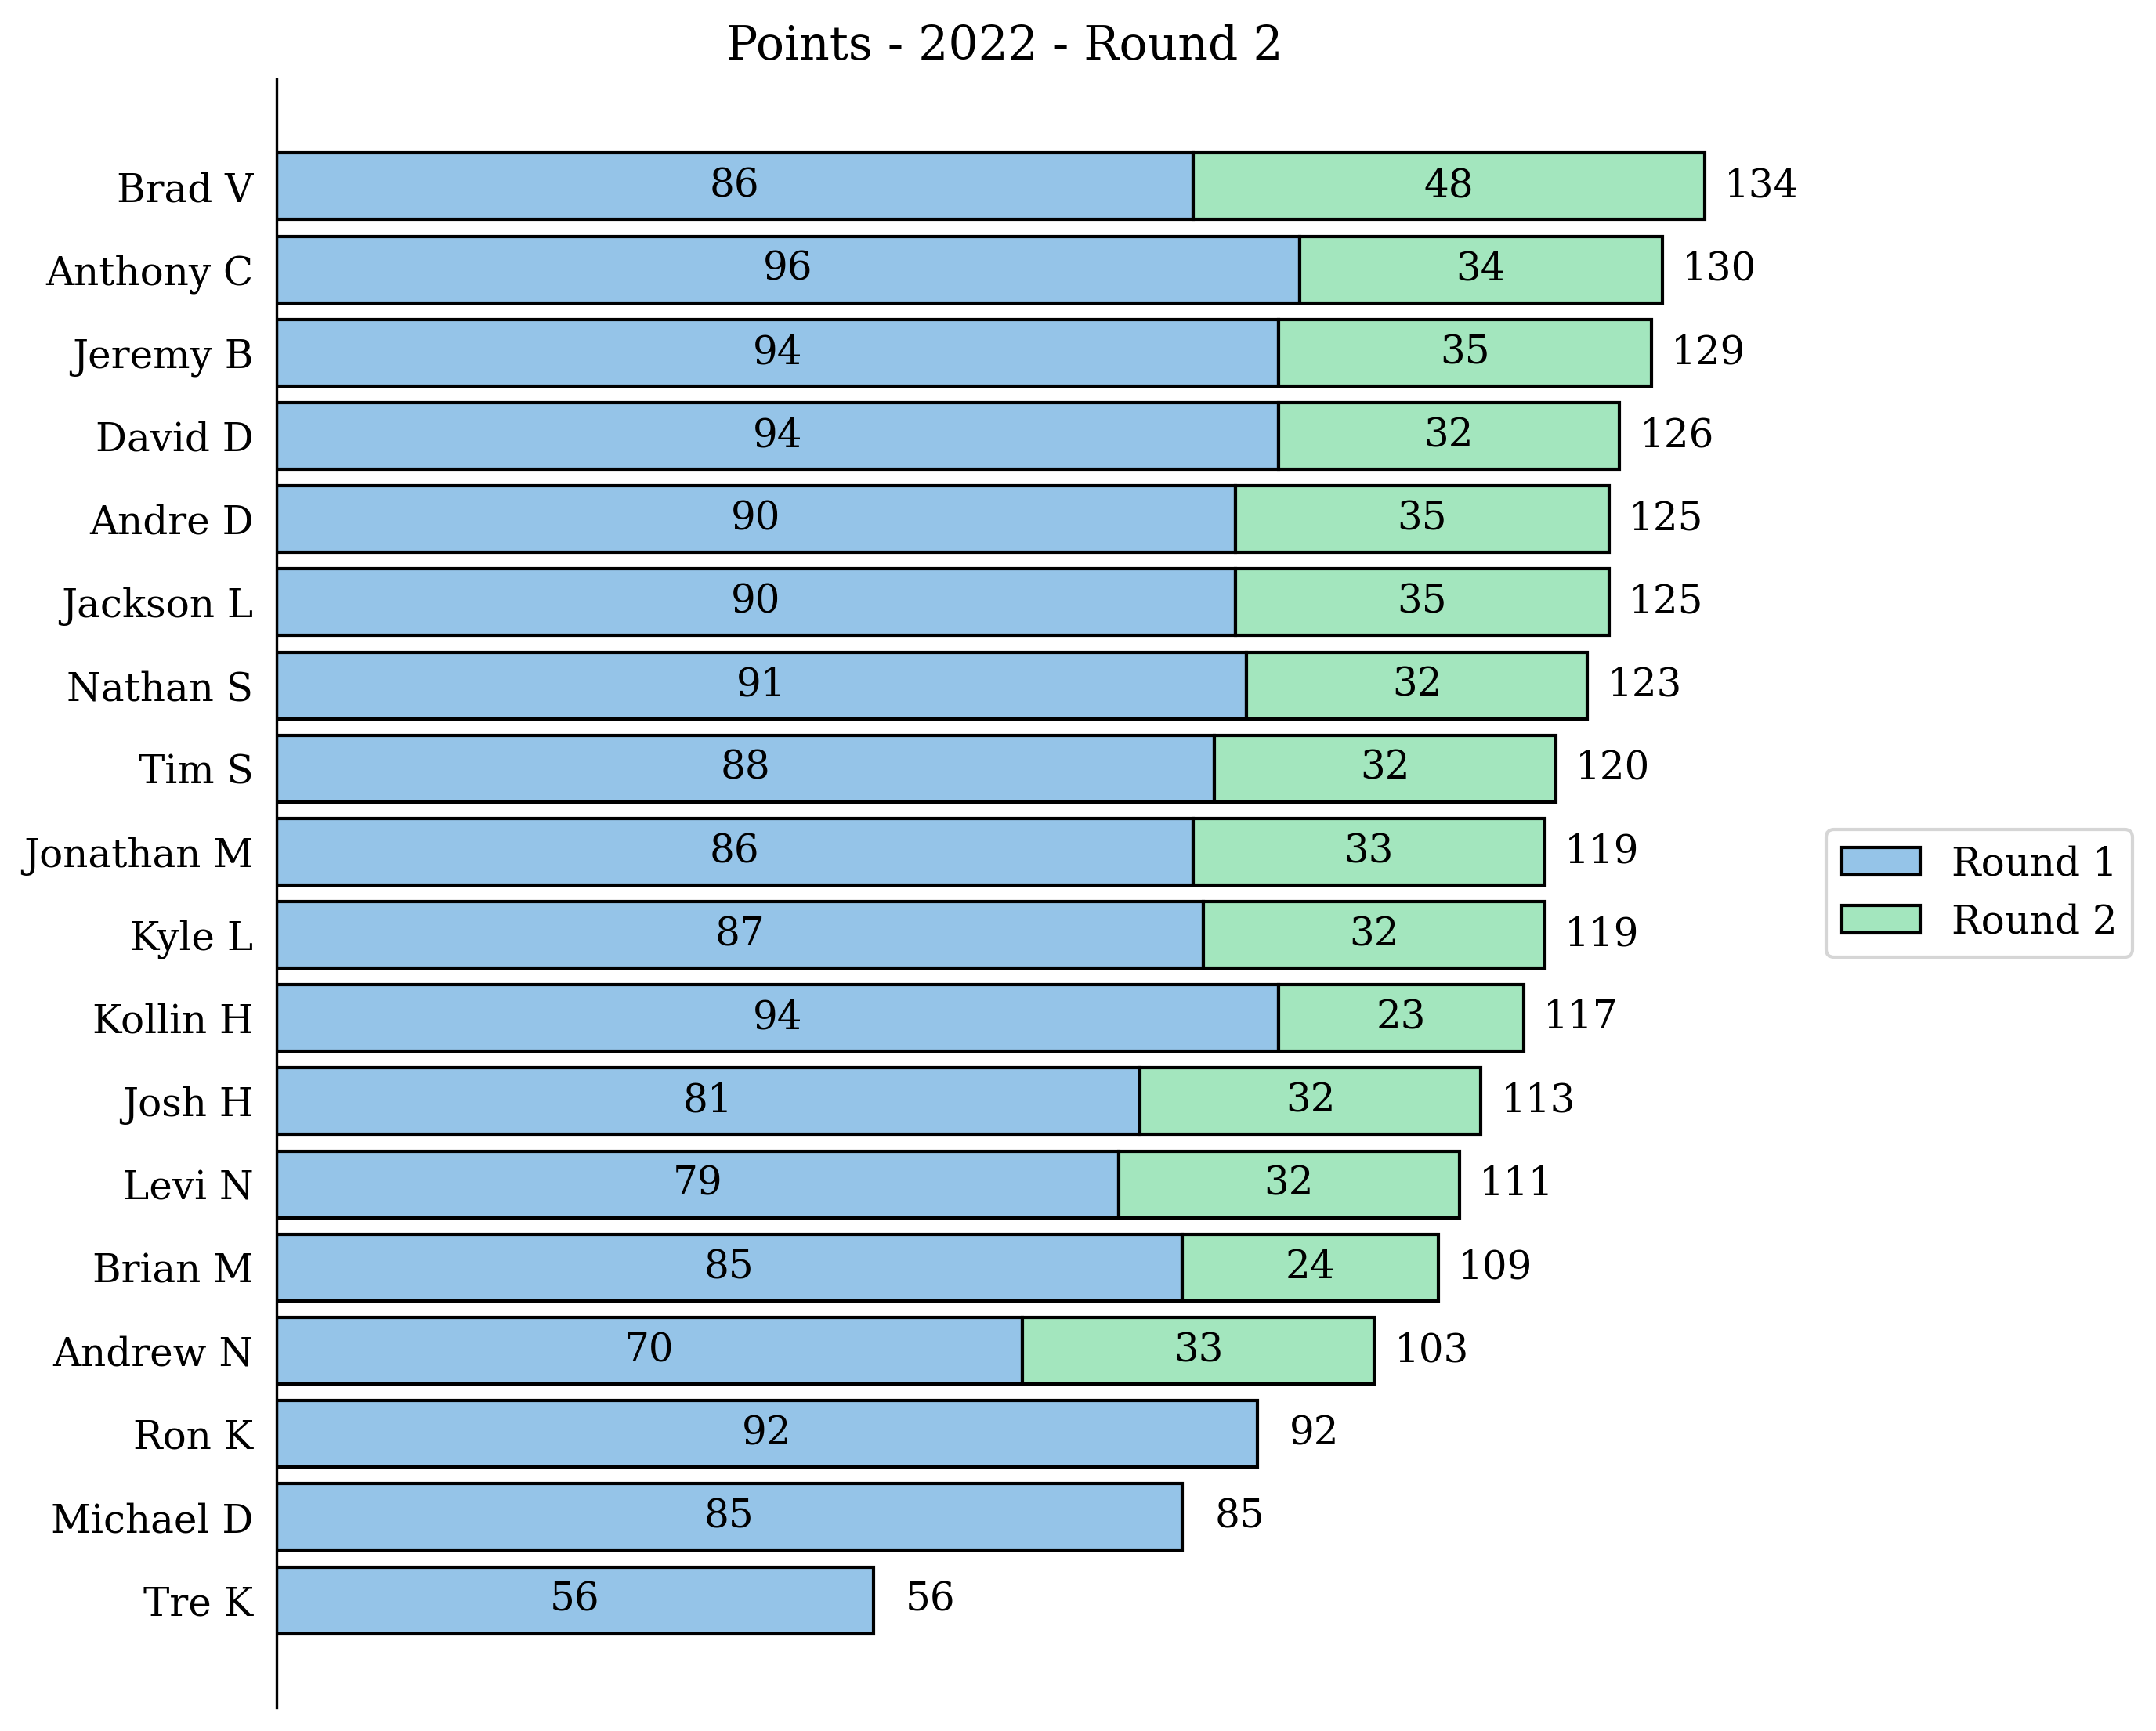 Points - 2022 - Round 2
Brad V 86 48 134
Anthony C 96 34 130
Jeremy B 94 35 129
David D 94 32 126
Andre D 90 35 125
Jackson L 90 35 125
Nathan S 91 32 123
Tim S 88 32 120
Jonathan M 86 33 119
Kyle L 87 32 119
Kollin H 94 23 117
Josh H 81 32 113
Levi N 79 32 111
Brian M 85 24 109
Andrew N 70 33 103
Ron K 92 92
Michael D 85 85
Tre K 56 56
Round 1
Round 2